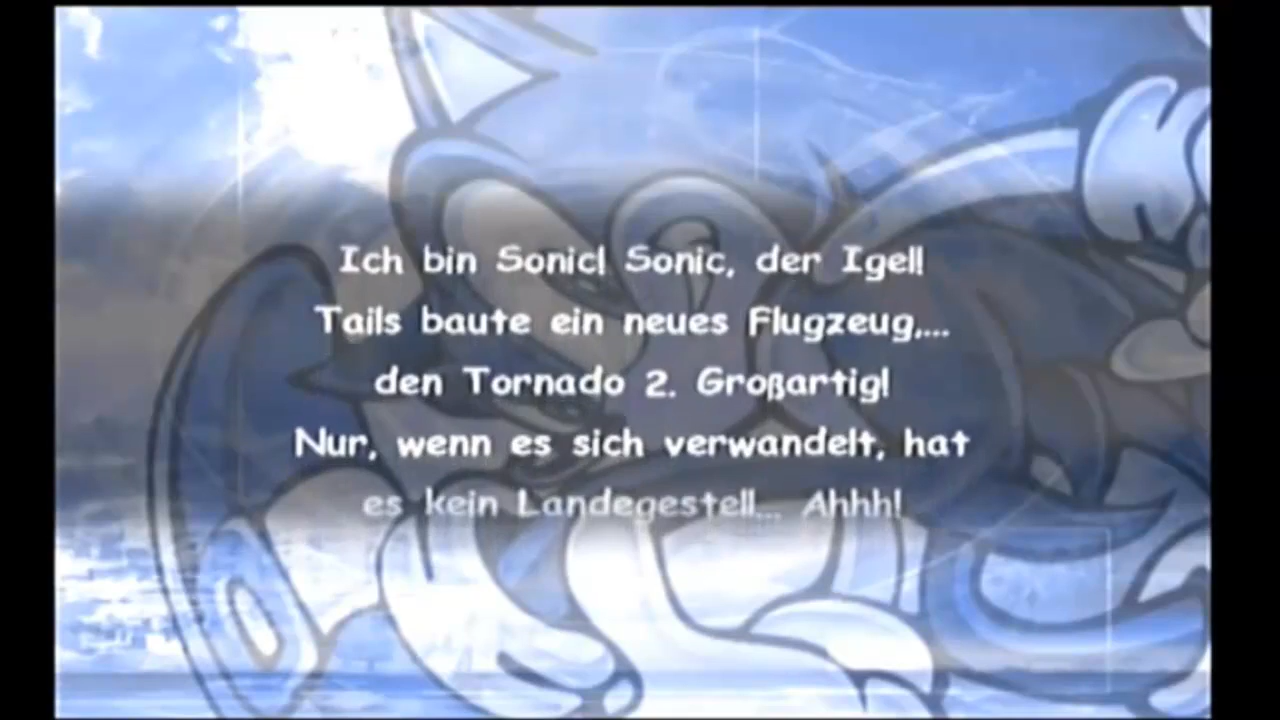 Ich bin Sonic! Sonic, der Igel!
Tails baute ein neues Flugzeug,...
den Tornado 2. Großartig!
Nur, wenn es sich verwandelt, hat
es kein Landegestell... Ahhh!